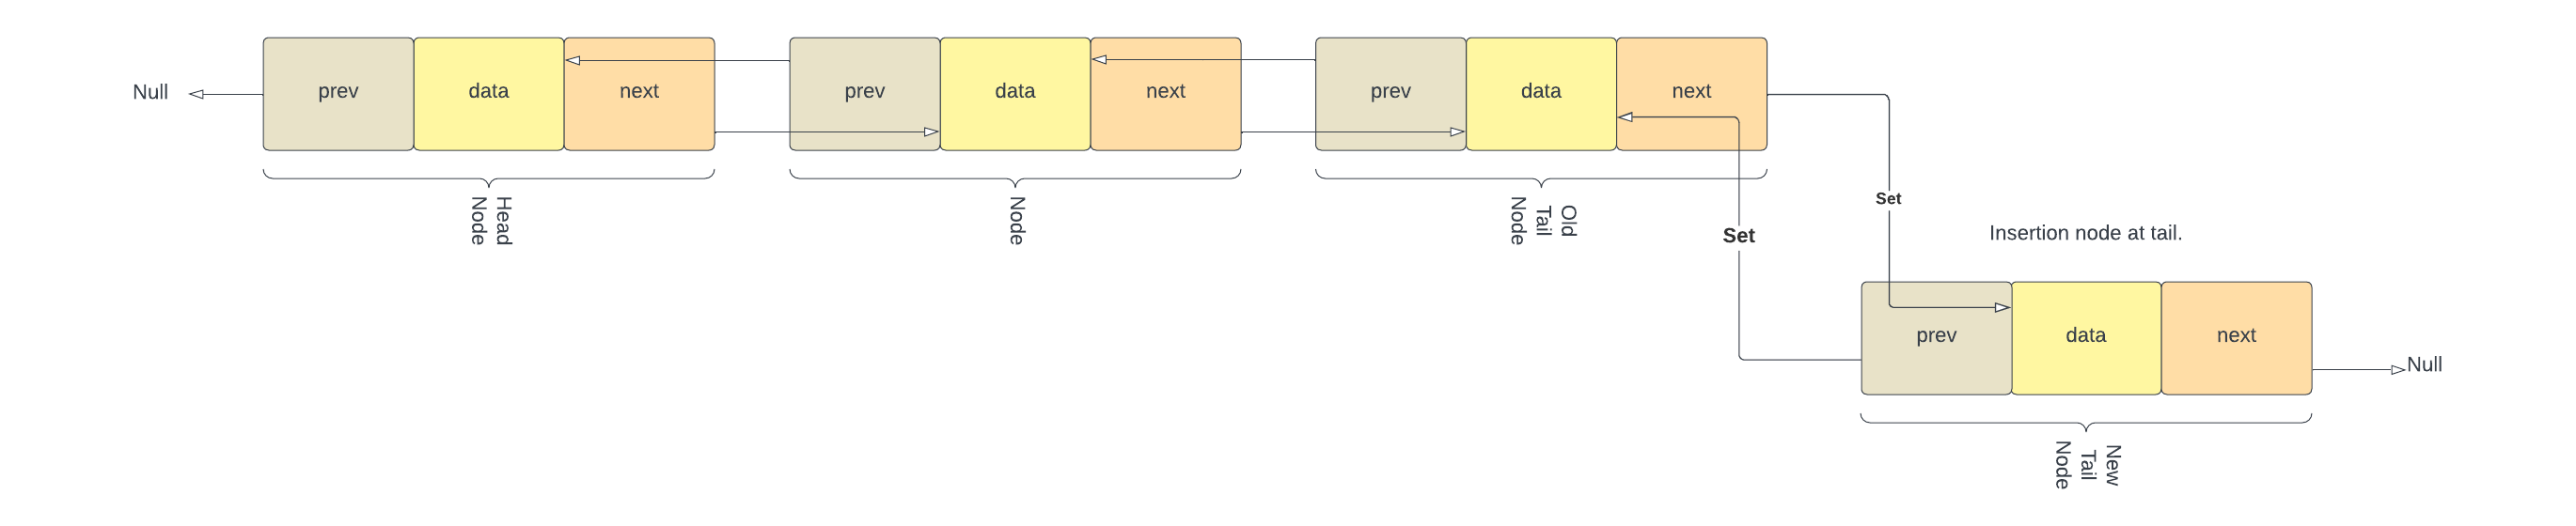 Null
prev
data
next
prev
data
next
prev
data
next
Head
Node
Node
Old
Tail
Node
Set
Set
Insertion node at tail.
prev
data
next
Null
New
Tail
Node